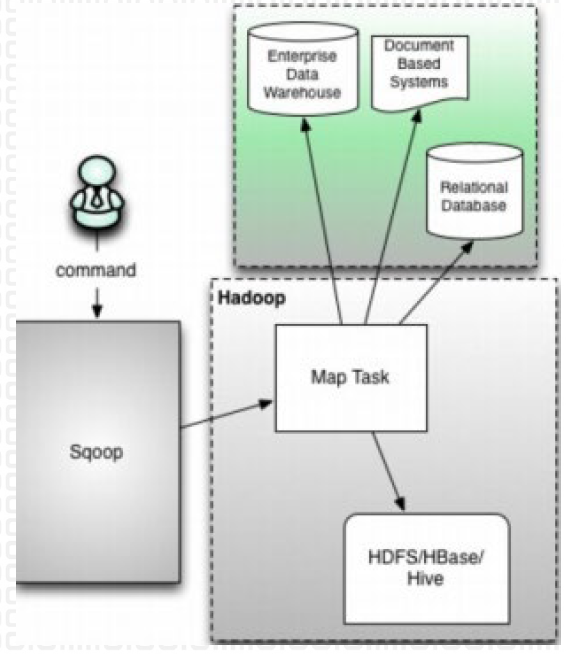 Enterprise
Data
Warehouse
Document
Based
Systems
Relational
Database
command
Hadoop
Map Task
Sqoop
HDFS/HBase/
Hive